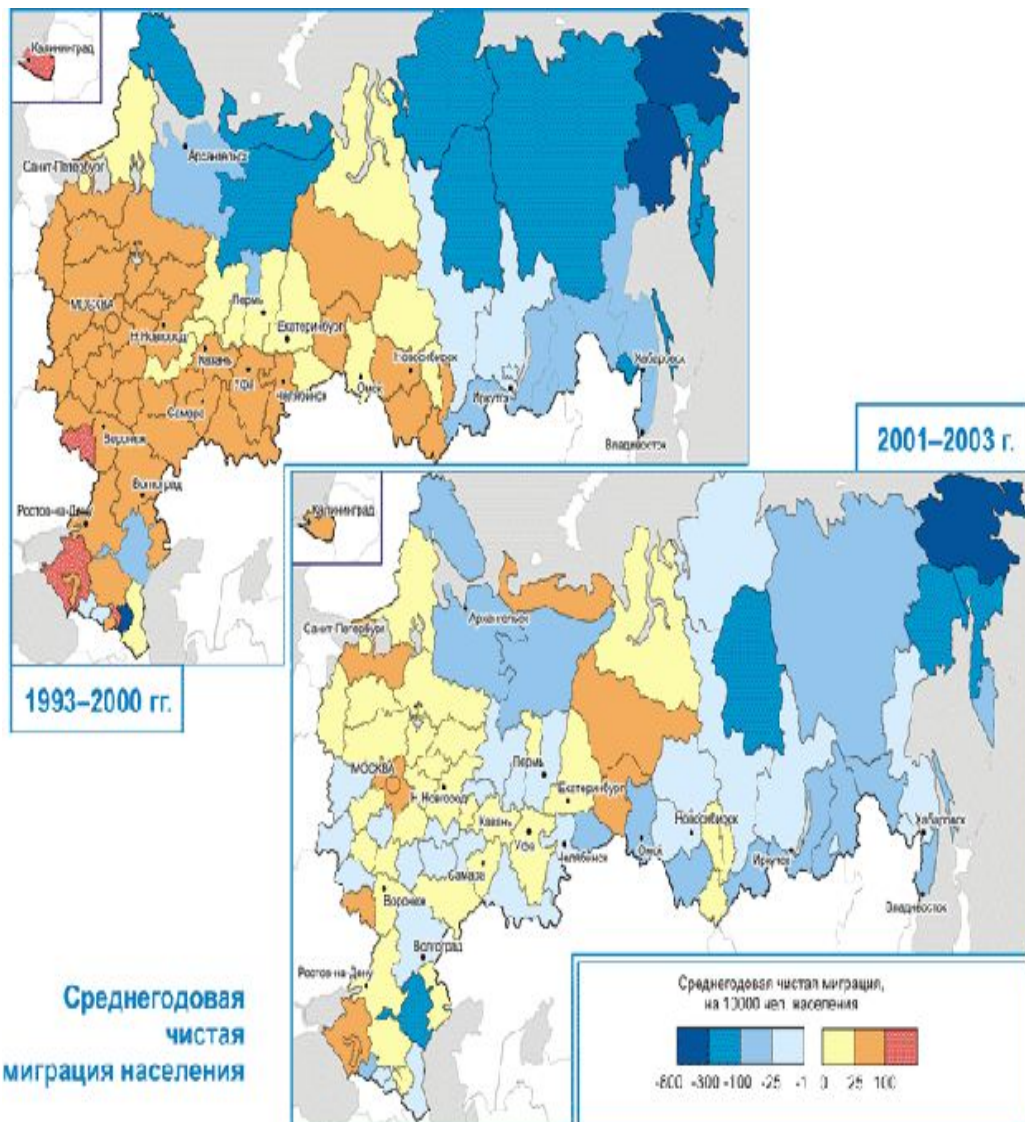 Калининград
Санкт-Петербург
Архангельск
МОСКВА
Н.Новгород
Пермь
Екатеринбург
Казань
Уфа
Челябинск
Омск
Новосибирск
Самара
Иркутск
Хабаровск
Владивосток
Воронеж
Волгоград
Ростов-на-Дону
1993–2000 гг.
2001–2003 г.
Калининград
Санкт-Петербург
Архангельск
МОСКВА
Н.Новгород
Пермь
Екатеринбург
Казань
Уфа
Челябинск
Омск
Новосибирск
Самара
Иркутск
Хабаровск
Владивосток
Воронеж
Волгоград
Ростов-на-Дону
Среднегодовая
чистая
миграция населения
Среднегодовая чистая миграция,
на 10000 чел. населения
-800 -300 -100 -25 -1 0 25 100